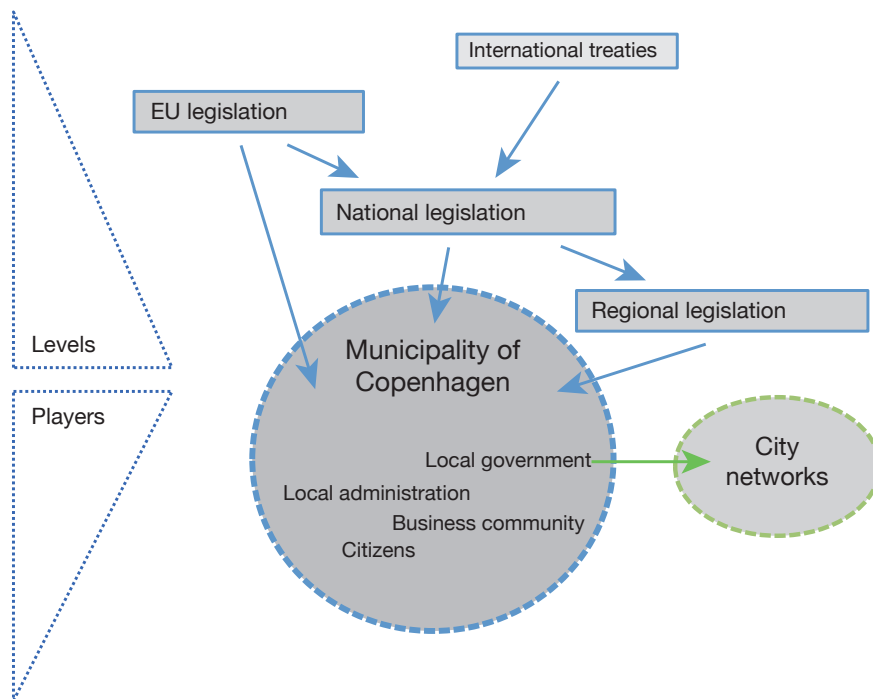 International treaties
EU legislation
National legislation
Regional legislation
Levels
Municipality of
Copenhagen
Players
City
networks
Local government
Local administration
Business community
Citizens